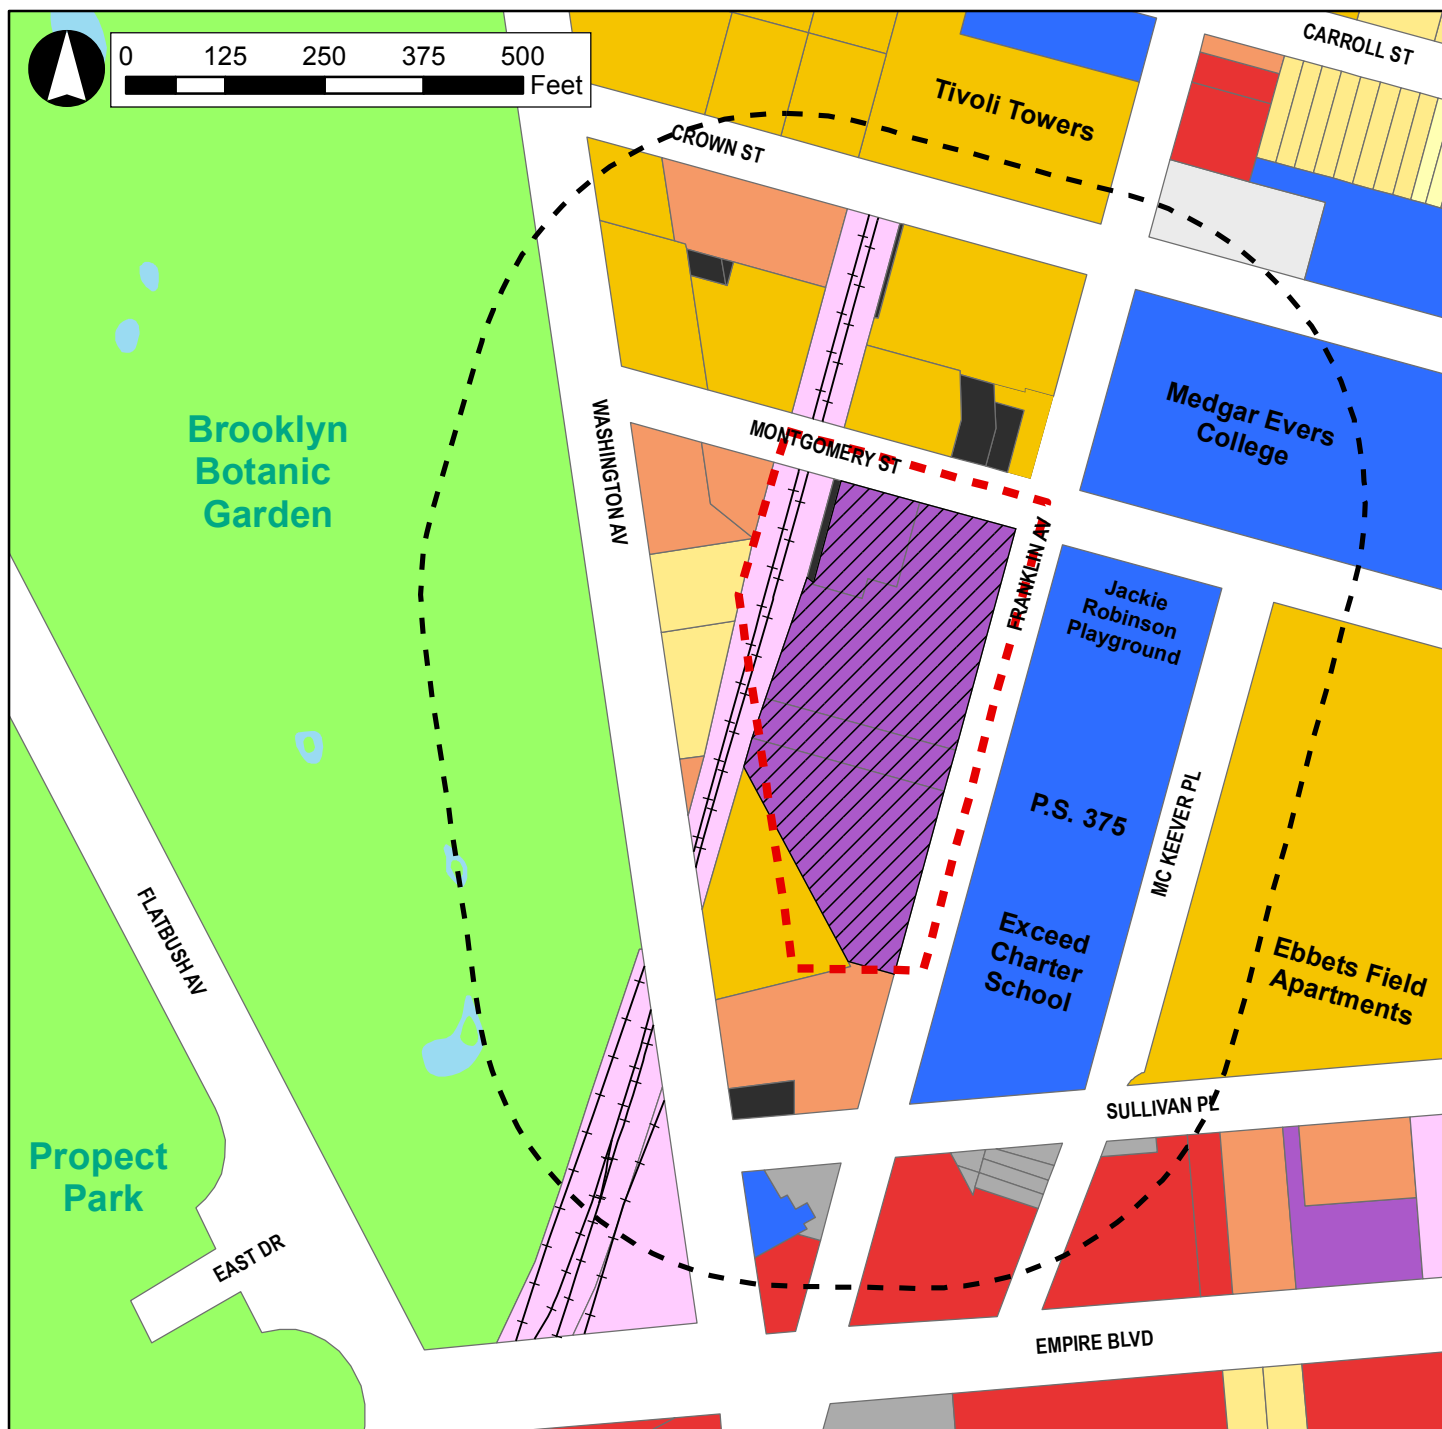 0 125 250 375 500
Feet
CARROLL ST
Tivoli Towers
CROWN ST
Medgar Evers
College
Brooklyn
Botanic
Garden
WASHINGTON AV
MONTGOMERY ST
FRANKLIN AV
Jackie
Robinson
Playground
P.S. 375
MC KEEVER PL
Exceed
Charter
School
Ebbets Field
Apartments
FLATBUSH AV
SULLIVAN PL
Propect
Park
EAST DR
EMPIRE BLVD